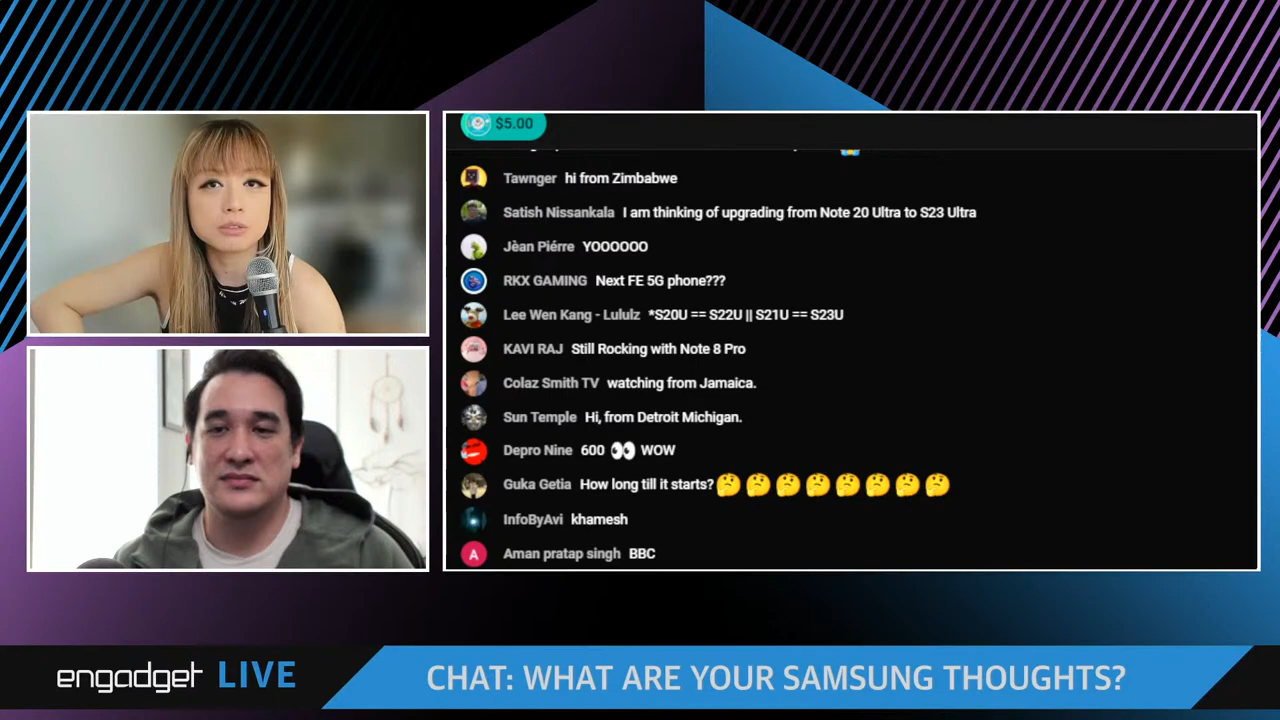 $5.00
Tawnger hi from Zimbabwe
Satish Nissankala I am thinking of upgrading from Note 20 Ultra to S23 Ultra
Jèan Piérre YOOOOOO
RKX GAMING Next FE 5G phone???
Lee Wen Kang - Lululz *S20U == S22U || S21U == S23U
KAVI RAJ Still Rocking with Note 8 Pro
Colaz Smith TV watching from Jamaica.
Sun Temple Hi, from Detroit Michigan.
Depro Nine 600 👀 WOW
Guka Getia How long till it starts? 🤔🤔🤔🤔🤔🤔🤔🤔
InfoByAvi khamesh
A Aman pratap singh BBC
engadget LIVE
CHAT: WHAT ARE YOUR SAMSUNG THOUGHTS?